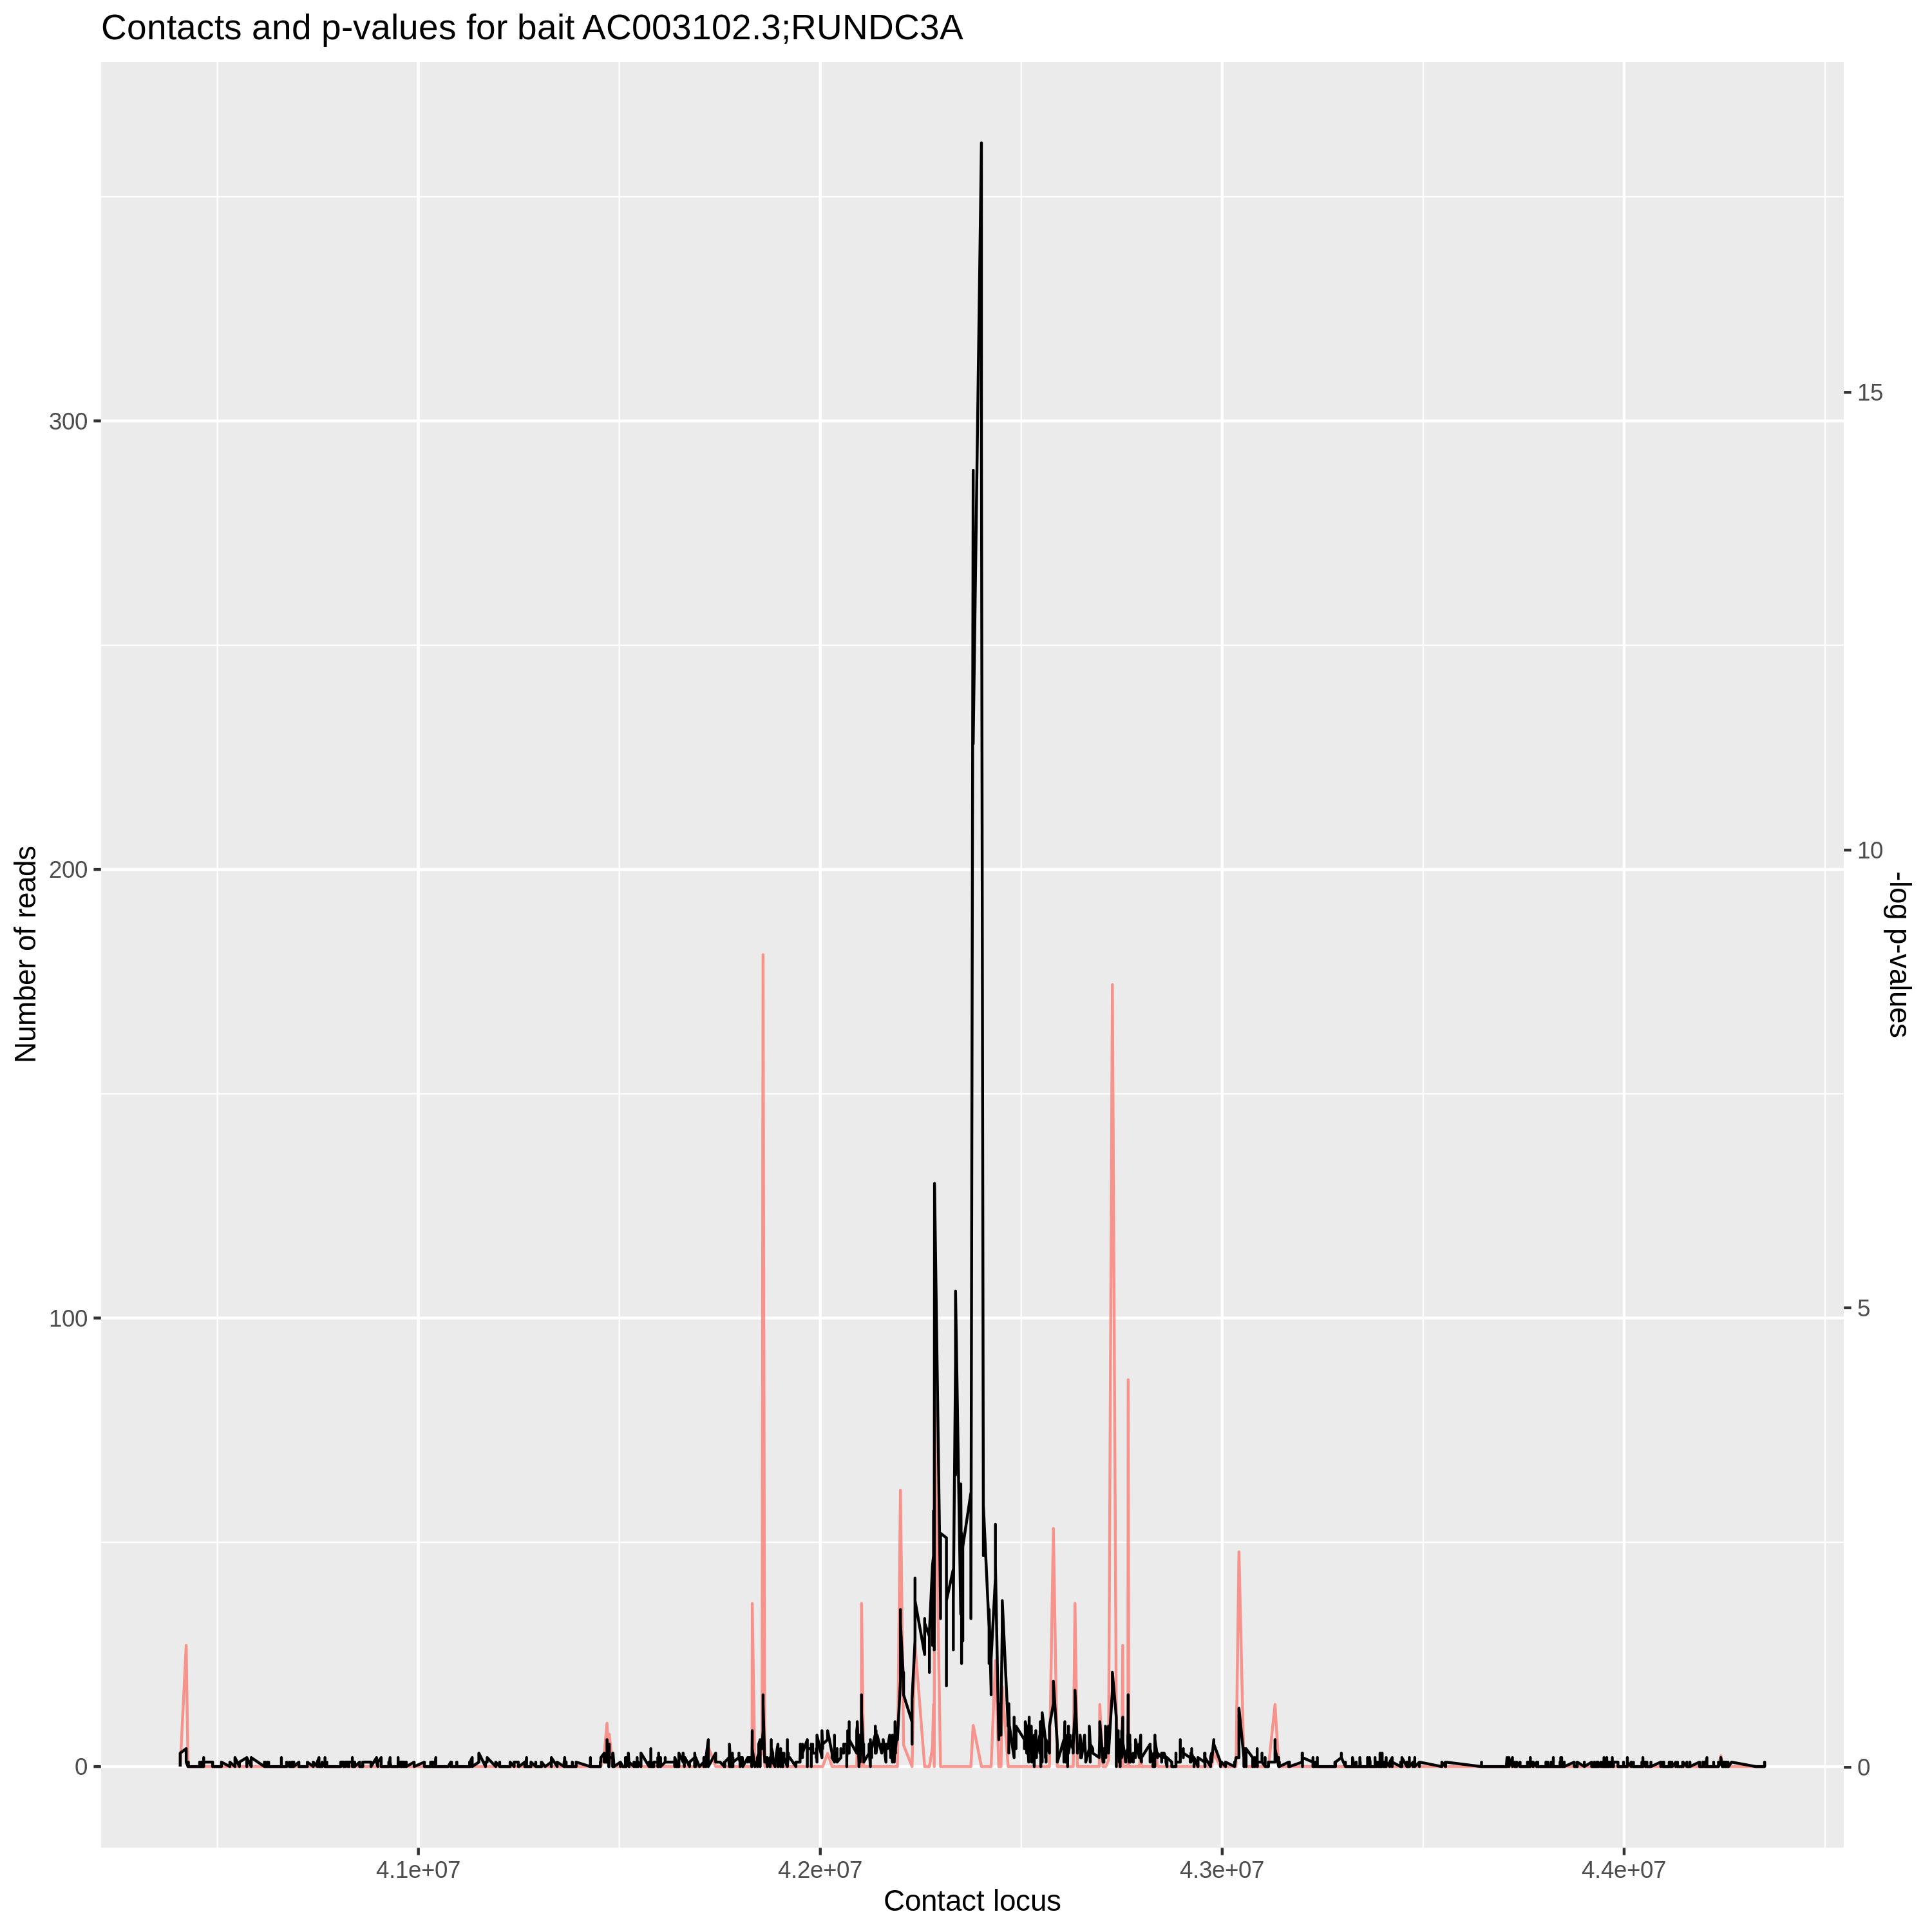 Contacts and p-values for bait AC003102.3;RUNDC3A
300
200
100
0
Number of reads
15
10
5
0
-log p-values
4.1e+07
4.2e+07
4.3e+07
4.4e+07
Contact locus